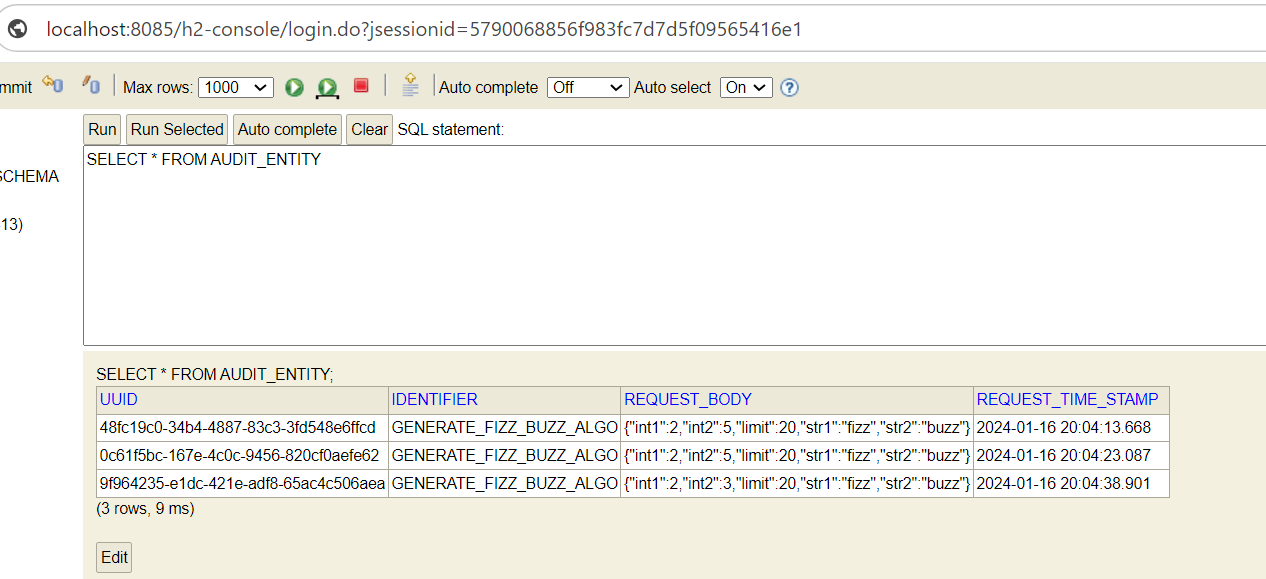 localhost:8085/h2-console/login.do?jsessionid=5790068856f983fc7d7d5f09565416e1
mmit Max rows: 1000 Auto complete Off Auto select On ?
Run Run Selected Auto complete Clear SQL statement:
SELECT * FROM AUDIT_ENTITY
SCHEMA
13)
SELECT * FROM AUDIT_ENTITY;
UUID IDENTIFIER REQUEST_BODY REQUEST_TIME_STAMP
48fc19c0-34b4-4887-83c3-3fd548e6ffcd GENERATE_FIZZ_BUZZ_ALGO {"int1":2,"int2":5,"limit":20,"str1":"fizz","str2":"buzz"} 2024-01-16 20:04:13.668
0c61f5bc-167e-4c0c-9456-820cf0aefe62 GENERATE_FIZZ_BUZZ_ALGO {"int1":2,"int2":5,"limit":20,"str1":"fizz","str2":"buzz"} 2024-01-16 20:04:23.087
9f964235-e1dc-421e-adf8-65ac4c506aea GENERATE_FIZZ_BUZZ_ALGO {"int1":2,"int2":3,"limit":20,"str1":"fizz","str2":"buzz"} 2024-01-16 20:04:38.901
(3 rows, 9 ms)
Edit